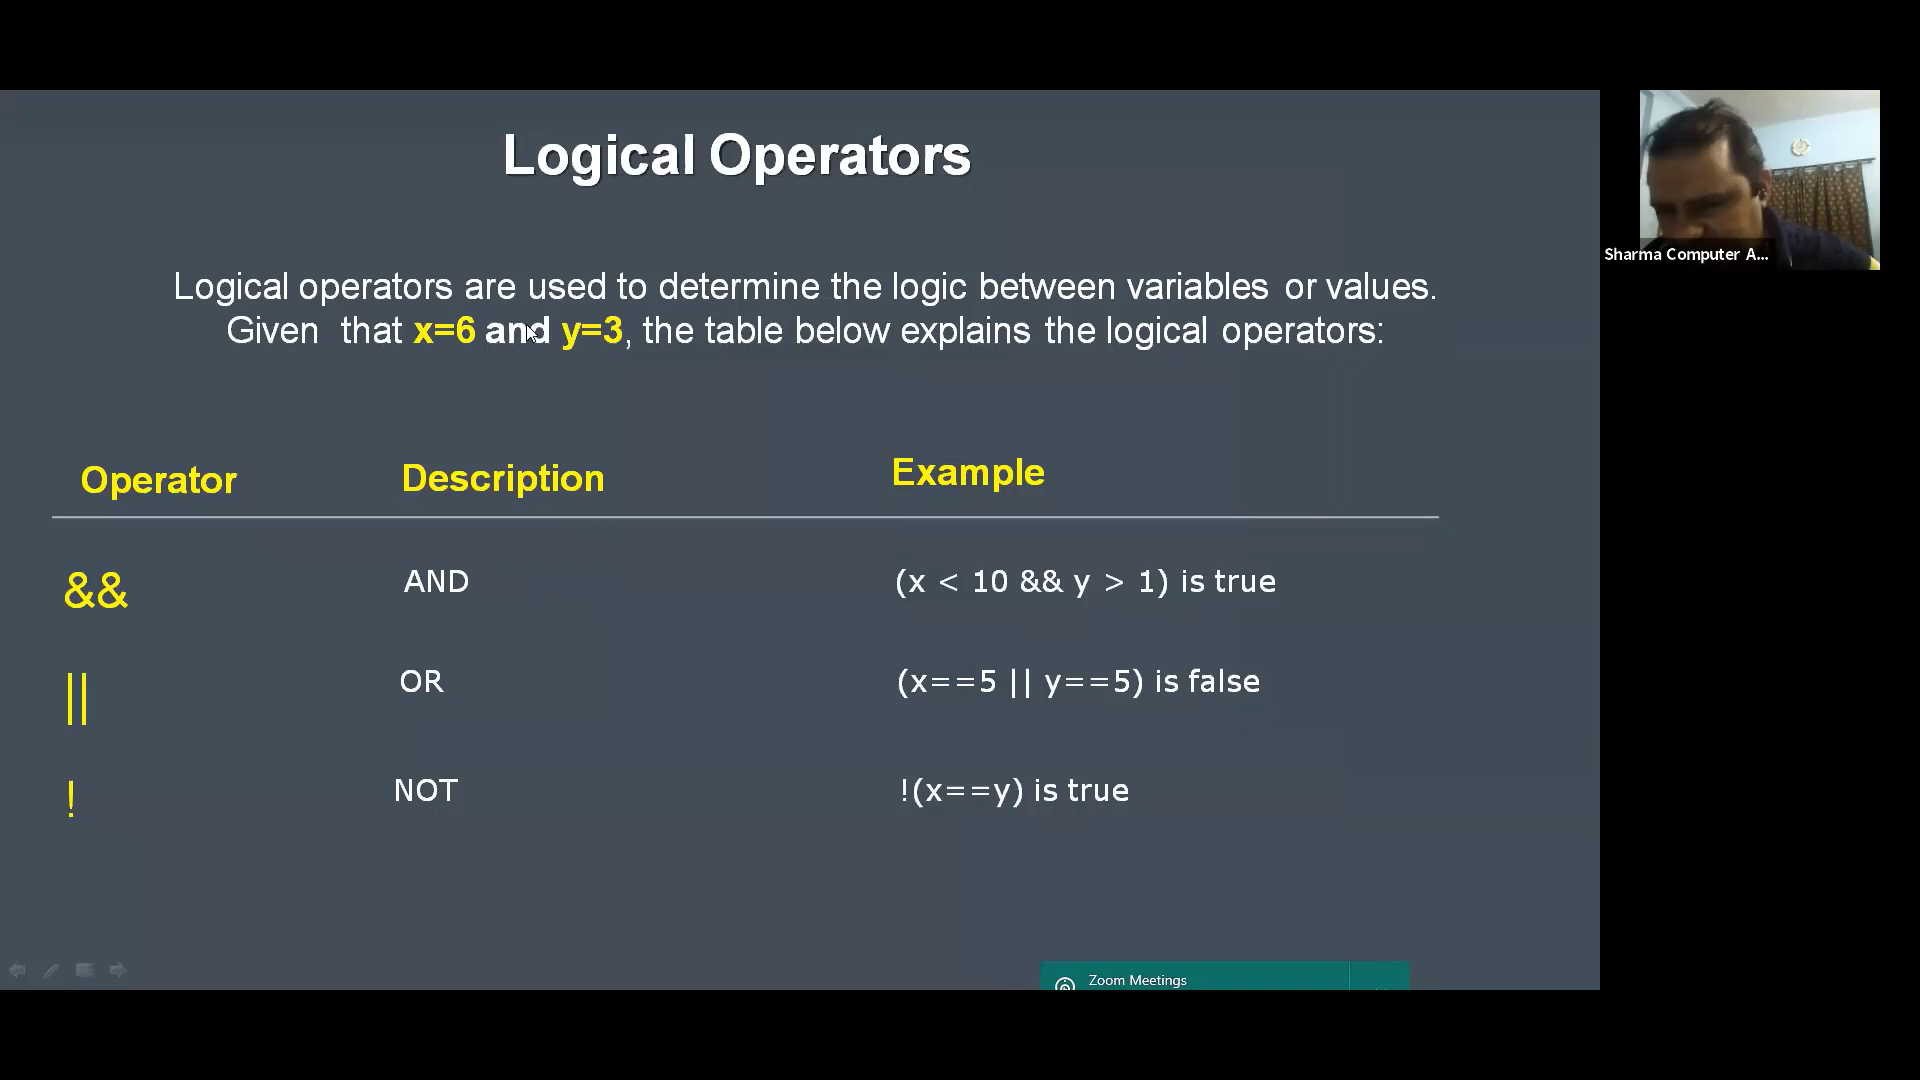 Logical Operators
Sharma Computer A...
Logical operators are used to determine the logic between variables or values.
Given that x=6 and y=3, the table below explains the logical operators:
Operator Description Example
&& AND (x < 10 && y > 1) is true
|| OR (x==5 || y==5) is false
! NOT !(x==y) is true
Zoom Meetings